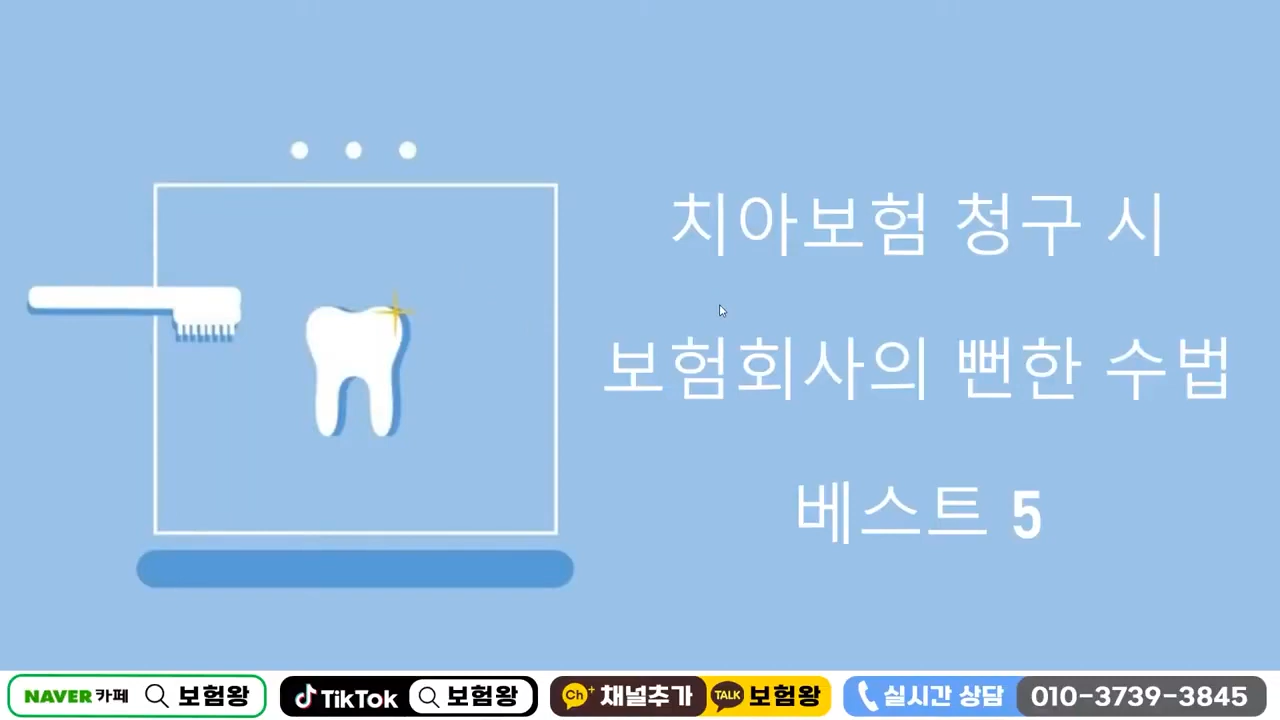 치아보험 청구 시
보험회사의 뻔한 수법
베스트 5
NAVER 카페 보험왕 TikTok 보험왕 Ch+ 채널추가 TALK 보험왕 실시간 상담 010-3739-3845